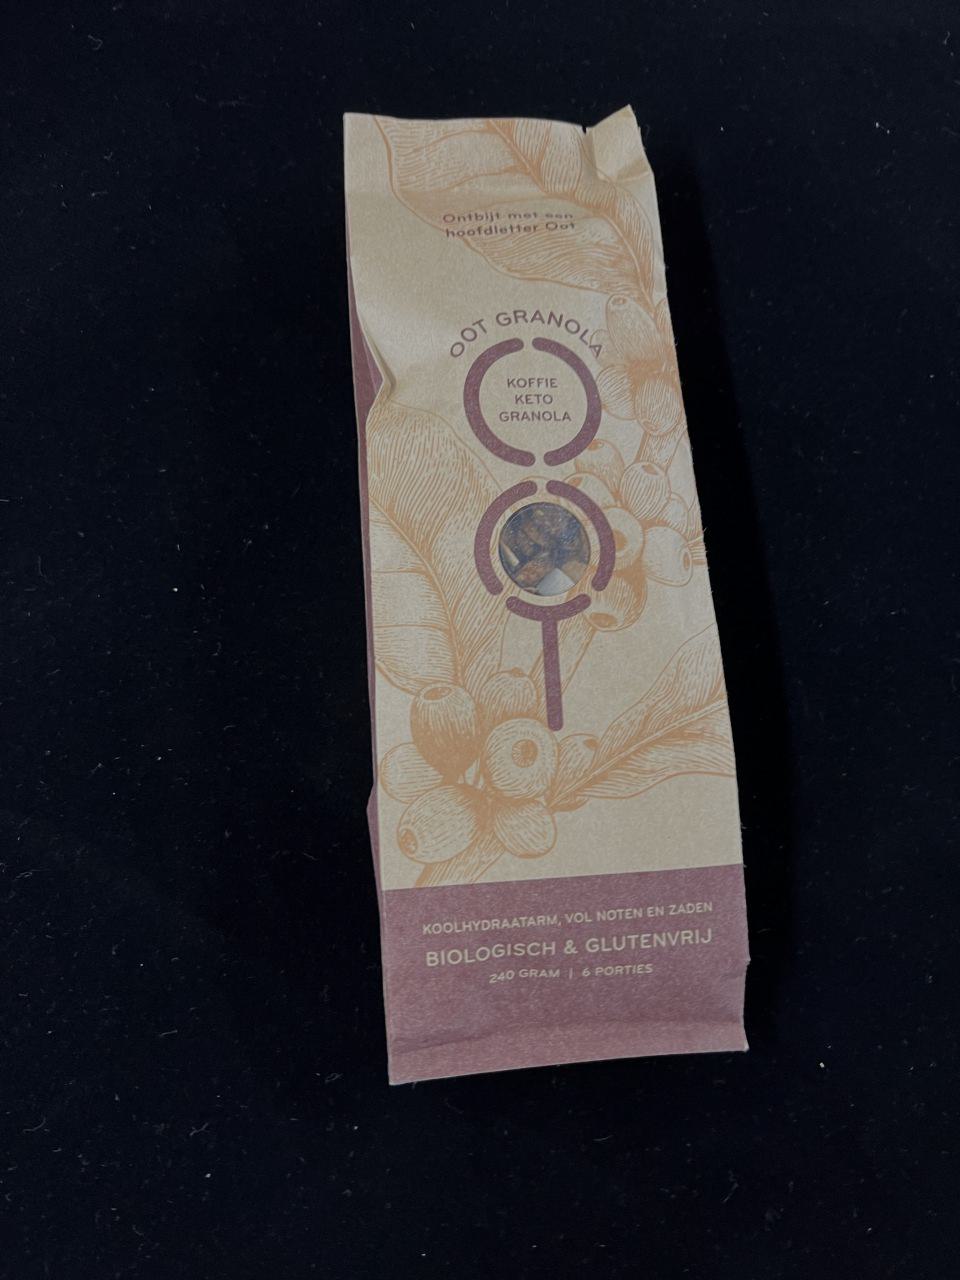 Ontbijt met een
hoofdletter Oot
OOT GRANOLA
KOFFIE
KETO
GRANOLA
OOT
KOOLHYDRAATARM, VOL NOTEN EN ZADEN
BIOLOGISCH & GLUTENVRIJ
240 GRAM | 6 PORTIES